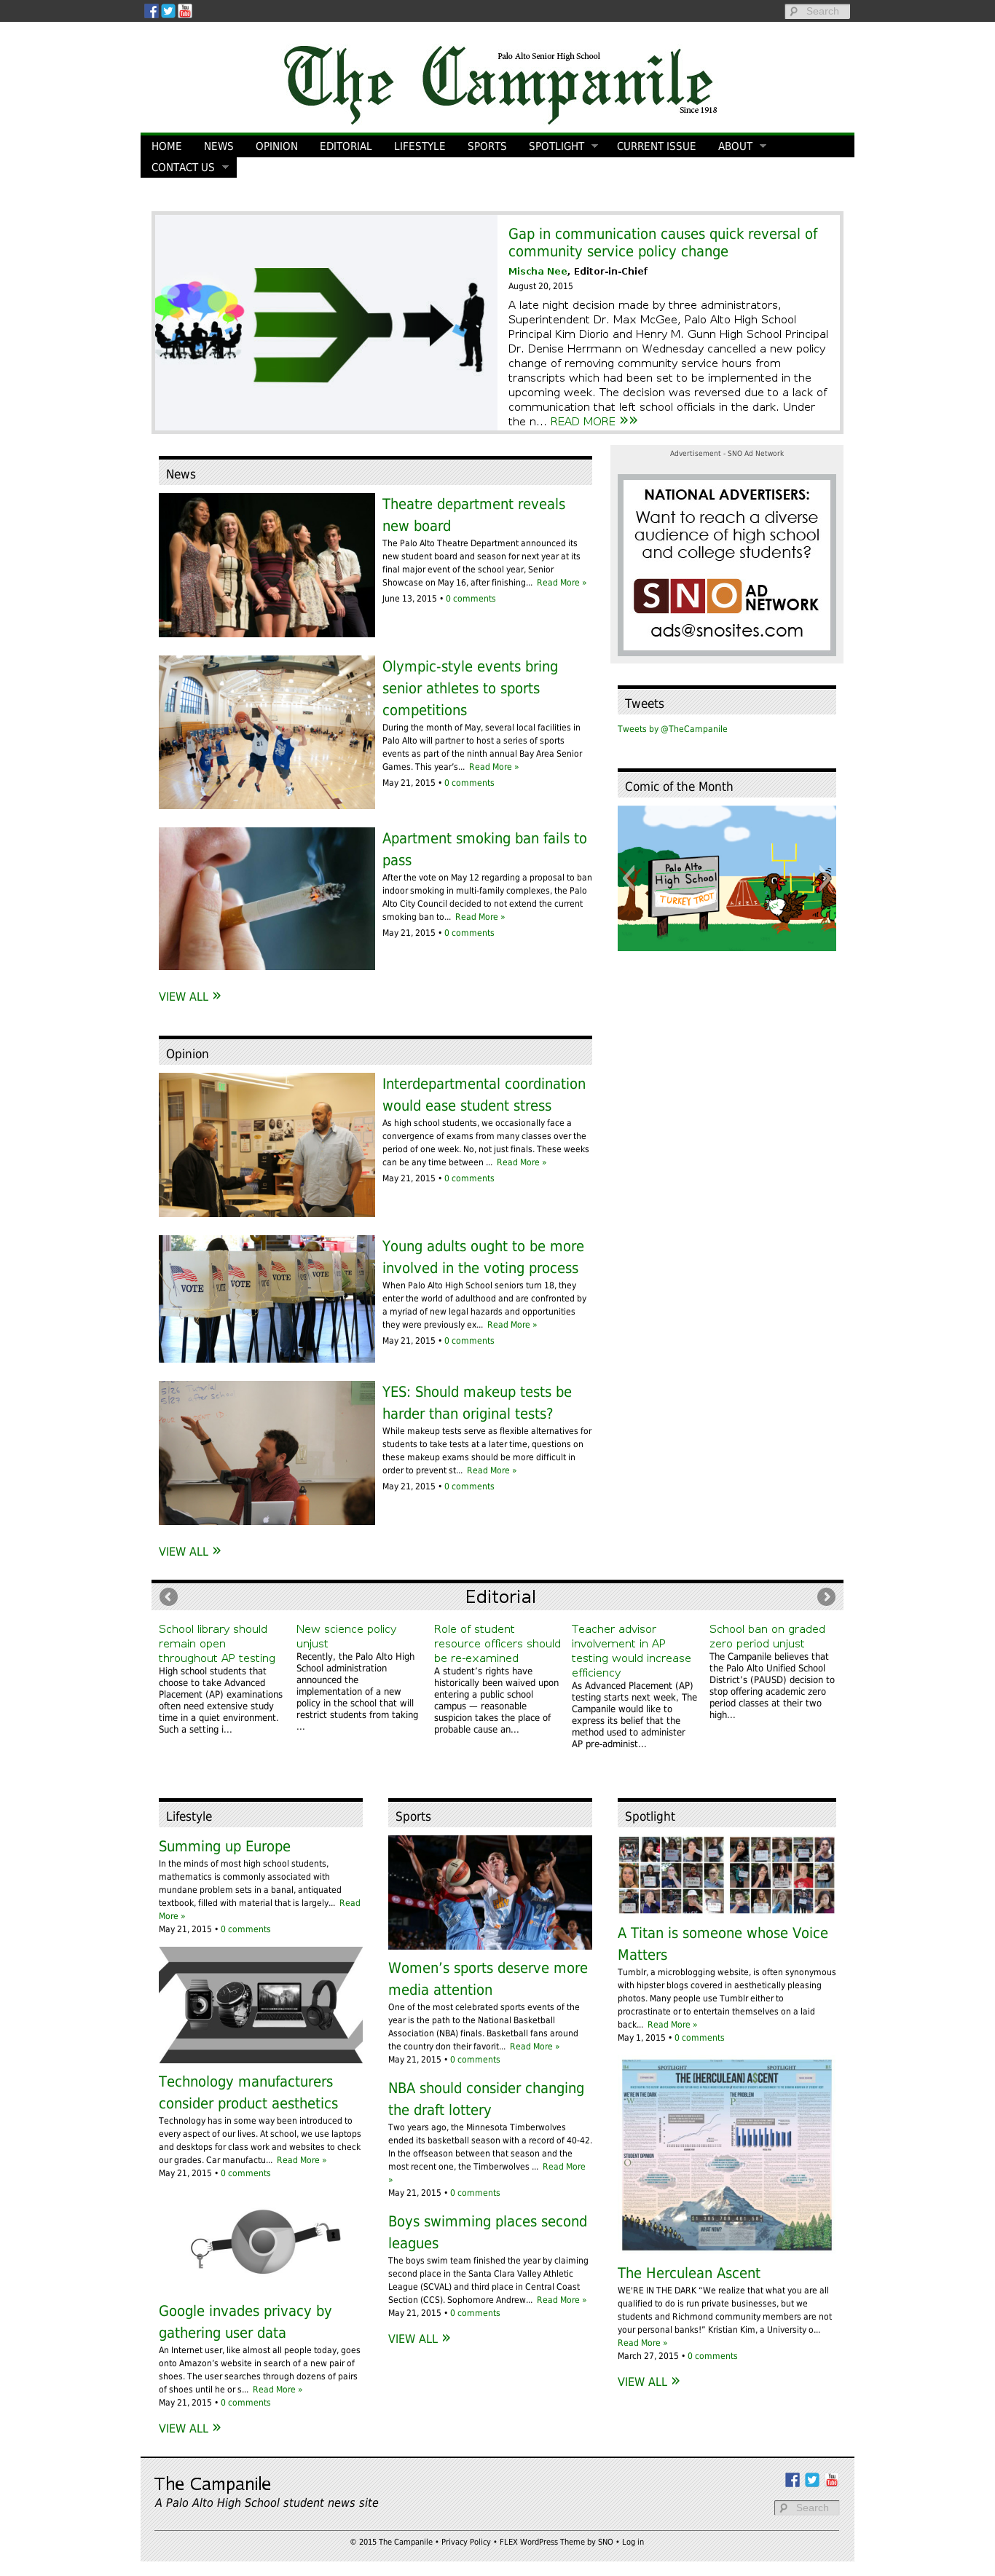 Search
Palo Alto Senior High School
The Campanile
Since 1918
HOME NEWS OPINION EDITORIAL LIFESTYLE SPORTS SPOTLIGHT CURRENT ISSUE ABOUT
CONTACT US
Gap in communication causes quick reversal of
community service policy change
Mischa Nee, Editor-in-Chief
August 20, 2015
A late night decision made by three administrators,
Superintendent Dr. Max McGee, Palo Alto High School
Principal Kim Diorio and Henry M. Gunn High School Principal
Dr. Denise Herrmann on Wednesday cancelled a new policy
change of removing community service hours from
transcripts which had been set to be implemented in the
upcoming week. The decision was reversed due to a lack of
communication that left school officials in the dark. Under
the n... READ MORE »»
News
Theatre department reveals
new board
The Palo Alto Theatre Department announced its
new student board and season for next year at its
final major event of the school year, Senior
Showcase on May 16, after finishing... Read More »
June 13, 2015 • 0 comments
Olympic-style events bring
senior athletes to sports
competitions
During the month of May, several local facilities in
Palo Alto will partner to host a series of sports
events as part of the ninth annual Bay Area Senior
Games. This year's... Read More »
May 21, 2015 • 0 comments
Apartment smoking ban fails to
pass
After the vote on May 12 regarding a proposal to ban
indoor smoking in multi-family complexes, the Palo
Alto City Council decided to not extend the current
smoking ban to... Read More »
May 21, 2015 • 0 comments
VIEW ALL »
Advertisement - SNO Ad Network
NATIONAL ADVERTISERS:
Want to reach a diverse
audience of high school
and college students?
SNO AD
NETWORK
ads@snosites.com
Tweets
Tweets by @TheCampanile
Comic of the Month
Palo Alto
High School
TURKEY TROT
Opinion
Interdepartmental coordination
would ease student stress
As high school students, we occasionally face a
convergence of exams from many classes over the
period of one week. No, not just finals. These weeks
can be any time between ... Read More »
May 21, 2015 • 0 comments
VOTE VOTE VOTE VOTE VOTE
Young adults ought to be more
involved in the voting process
When Palo Alto High School seniors turn 18, they
enter the world of adulthood and are confronted by
a myriad of new legal hazards and opportunities
they were previously ex... Read More »
May 21, 2015 • 0 comments
YES: Should makeup tests be
harder than original tests?
While makeup tests serve as flexible alternatives for
students to take tests at a later time, questions on
these makeup exams should be more difficult in
order to prevent st... Read More »
May 21, 2015 • 0 comments
VIEW ALL »
Editorial
School library should
remain open
throughout AP testing
High school students that
choose to take Advanced
Placement (AP) examinations
often need extensive study
time in a quiet environment.
Such a setting i...
New science policy
unjust
Recently, the Palo Alto High
School administration
announced the
implementation of a new
policy in the school that will
restrict students from taking
...
Role of student
resource officers should
be re-examined
A student's rights have
historically been waived upon
entering a public school
campus — reasonable
suspicion takes the place of
probable cause an...
Teacher advisor
involvement in AP
testing would increase
efficiency
As Advanced Placement (AP)
testing starts next week, The
Campanile would like to
express its belief that the
method used to administer
AP pre-administ...
School ban on graded
zero period unjust
The Campanile believes that
the Palo Alto Unified School
District's (PAUSD) decision to
stop offering academic zero
period classes at their two
high...
Lifestyle
Summing up Europe
In the minds of most high school students,
mathematics is commonly associated with
mundane problem sets in a banal, antiquated
textbook, filled with material that is largely... Read
More »
May 21, 2015 • 0 comments
Technology manufacturers
consider product aesthetics
Technology has in some way been introduced to
every aspect of our lives. At school, we use laptops
and desktops for class work and websites to check
our grades. Car manufactu... Read More »
May 21, 2015 • 0 comments
Google invades privacy by
gathering user data
An Internet user, like almost all people today, goes
onto Amazon's website in search of a new pair of
shoes. The user searches through dozens of pairs
of shoes until he or s... Read More »
May 21, 2015 • 0 comments
VIEW ALL »
Sports
Women's sports deserve more
media attention
One of the most celebrated sports events of the
year is the path to the National Basketball
Association (NBA) finals. Basketball fans around
the country don their favorit... Read More »
May 21, 2015 • 0 comments
NBA should consider changing
the draft lottery
Two years ago, the Minnesota Timberwolves
ended its basketball season with a record of 40-42.
In the offseason between that season and the
most recent one, the Timberwolves ... Read More
»
May 21, 2015 • 0 comments
Boys swimming places second
leagues
The boys swim team finished the year by claiming
second place in the Santa Clara Valley Athletic
League (SCVAL) and third place in Central Coast
Section (CCS). Sophomore Andrew... Read More »
May 21, 2015 • 0 comments
VIEW ALL »
Spotlight
A Titan is someone whose Voice
Matters
Tumblr, a microblogging website, is often synonymous
with hipster blogs covered in aesthetically pleasing
photos. Many people use Tumblr either to
procrastinate or to entertain themselves on a laid
back... Read More »
May 1, 2015 • 0 comments
SPOTLIGHT SPOTLIGHT
THE [HERCULEAN] ASCENT
WE'RE IN THE DARK THE PROBLEM
STUDENT OPINION
WHAT NOW?
The Herculean Ascent
WE'RE IN THE DARK "We realize that what you are all
qualified to do is run private businesses, but we
students and Richmond community members are not
your personal banks!" Kristian Kim, a University o...
Read More »
March 27, 2015 • 0 comments
VIEW ALL »
The Campanile
A Palo Alto High School student news site
Search
© 2015 The Campanile • Privacy Policy • FLEX WordPress Theme by SNO • Log in